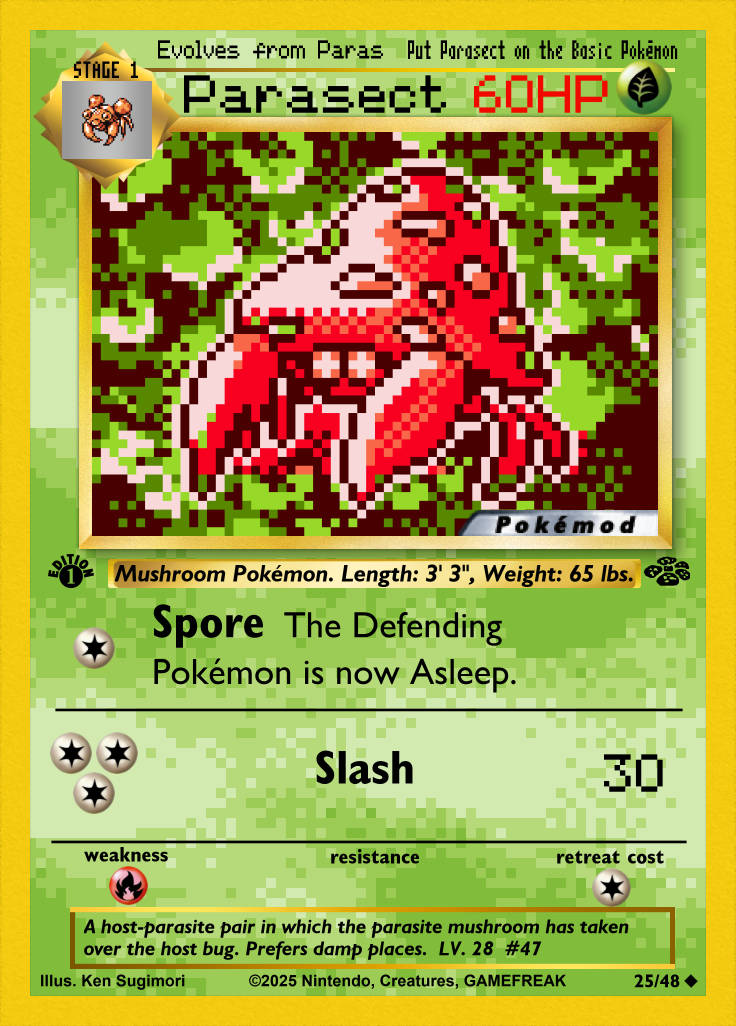 Evolves from Paras Put Parasect on the Basic Pokémon
STAGE 1
Parasect 60HP
Pokémod
EDITION 1
Mushroom Pokémon. Length: 3' 3", Weight: 65 lbs.
Spore The Defending
Pokémon is now Asleep.
Slash 30
weakness resistance retreat cost
A host-parasite pair in which the parasite mushroom has taken
over the host bug. Prefers damp places. LV. 28 #47
Illus. Ken Sugimori ©2025 Nintendo, Creatures, GAMEFREAK 25/48